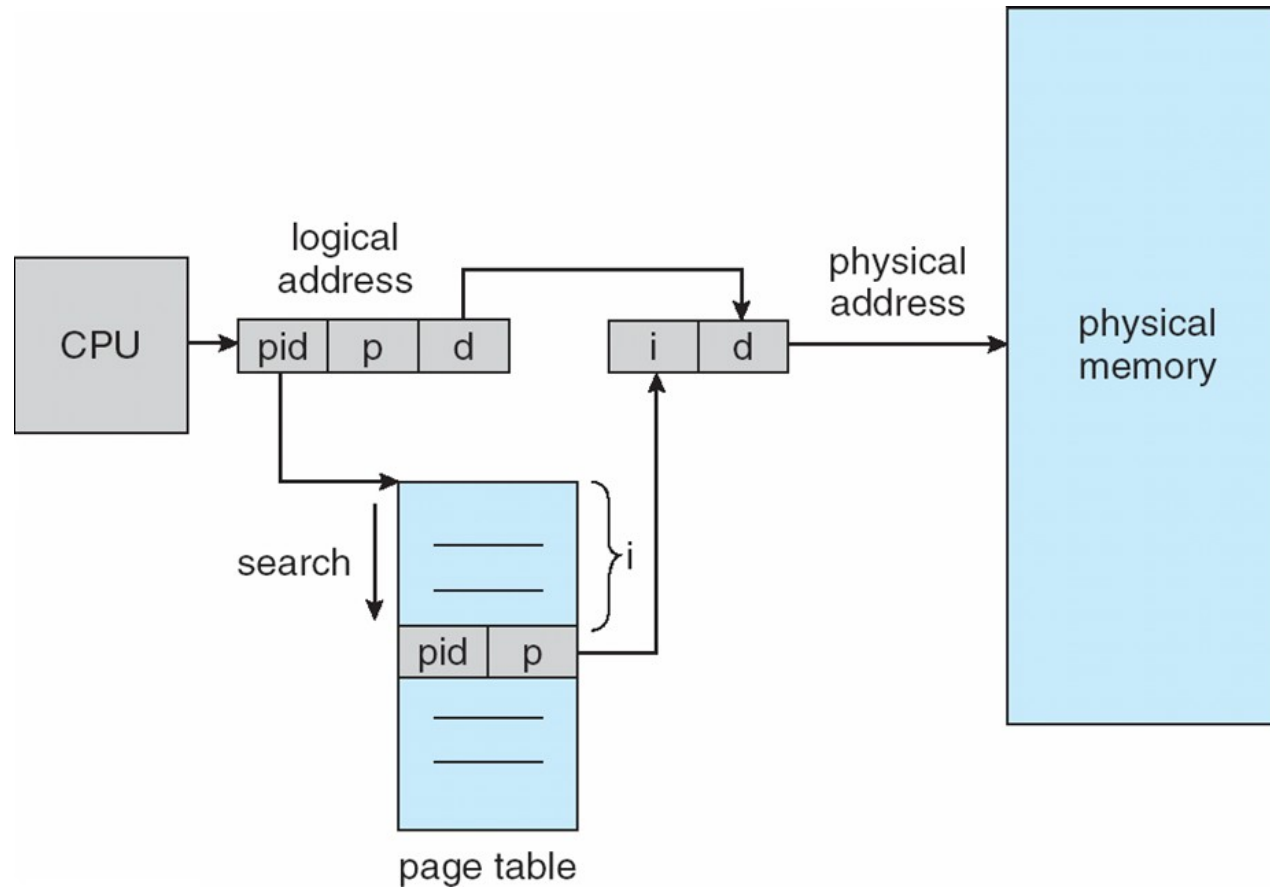 logical
address
physical
address
CPU
pid p d
i d
physical
memory
search
i
pid p
page table